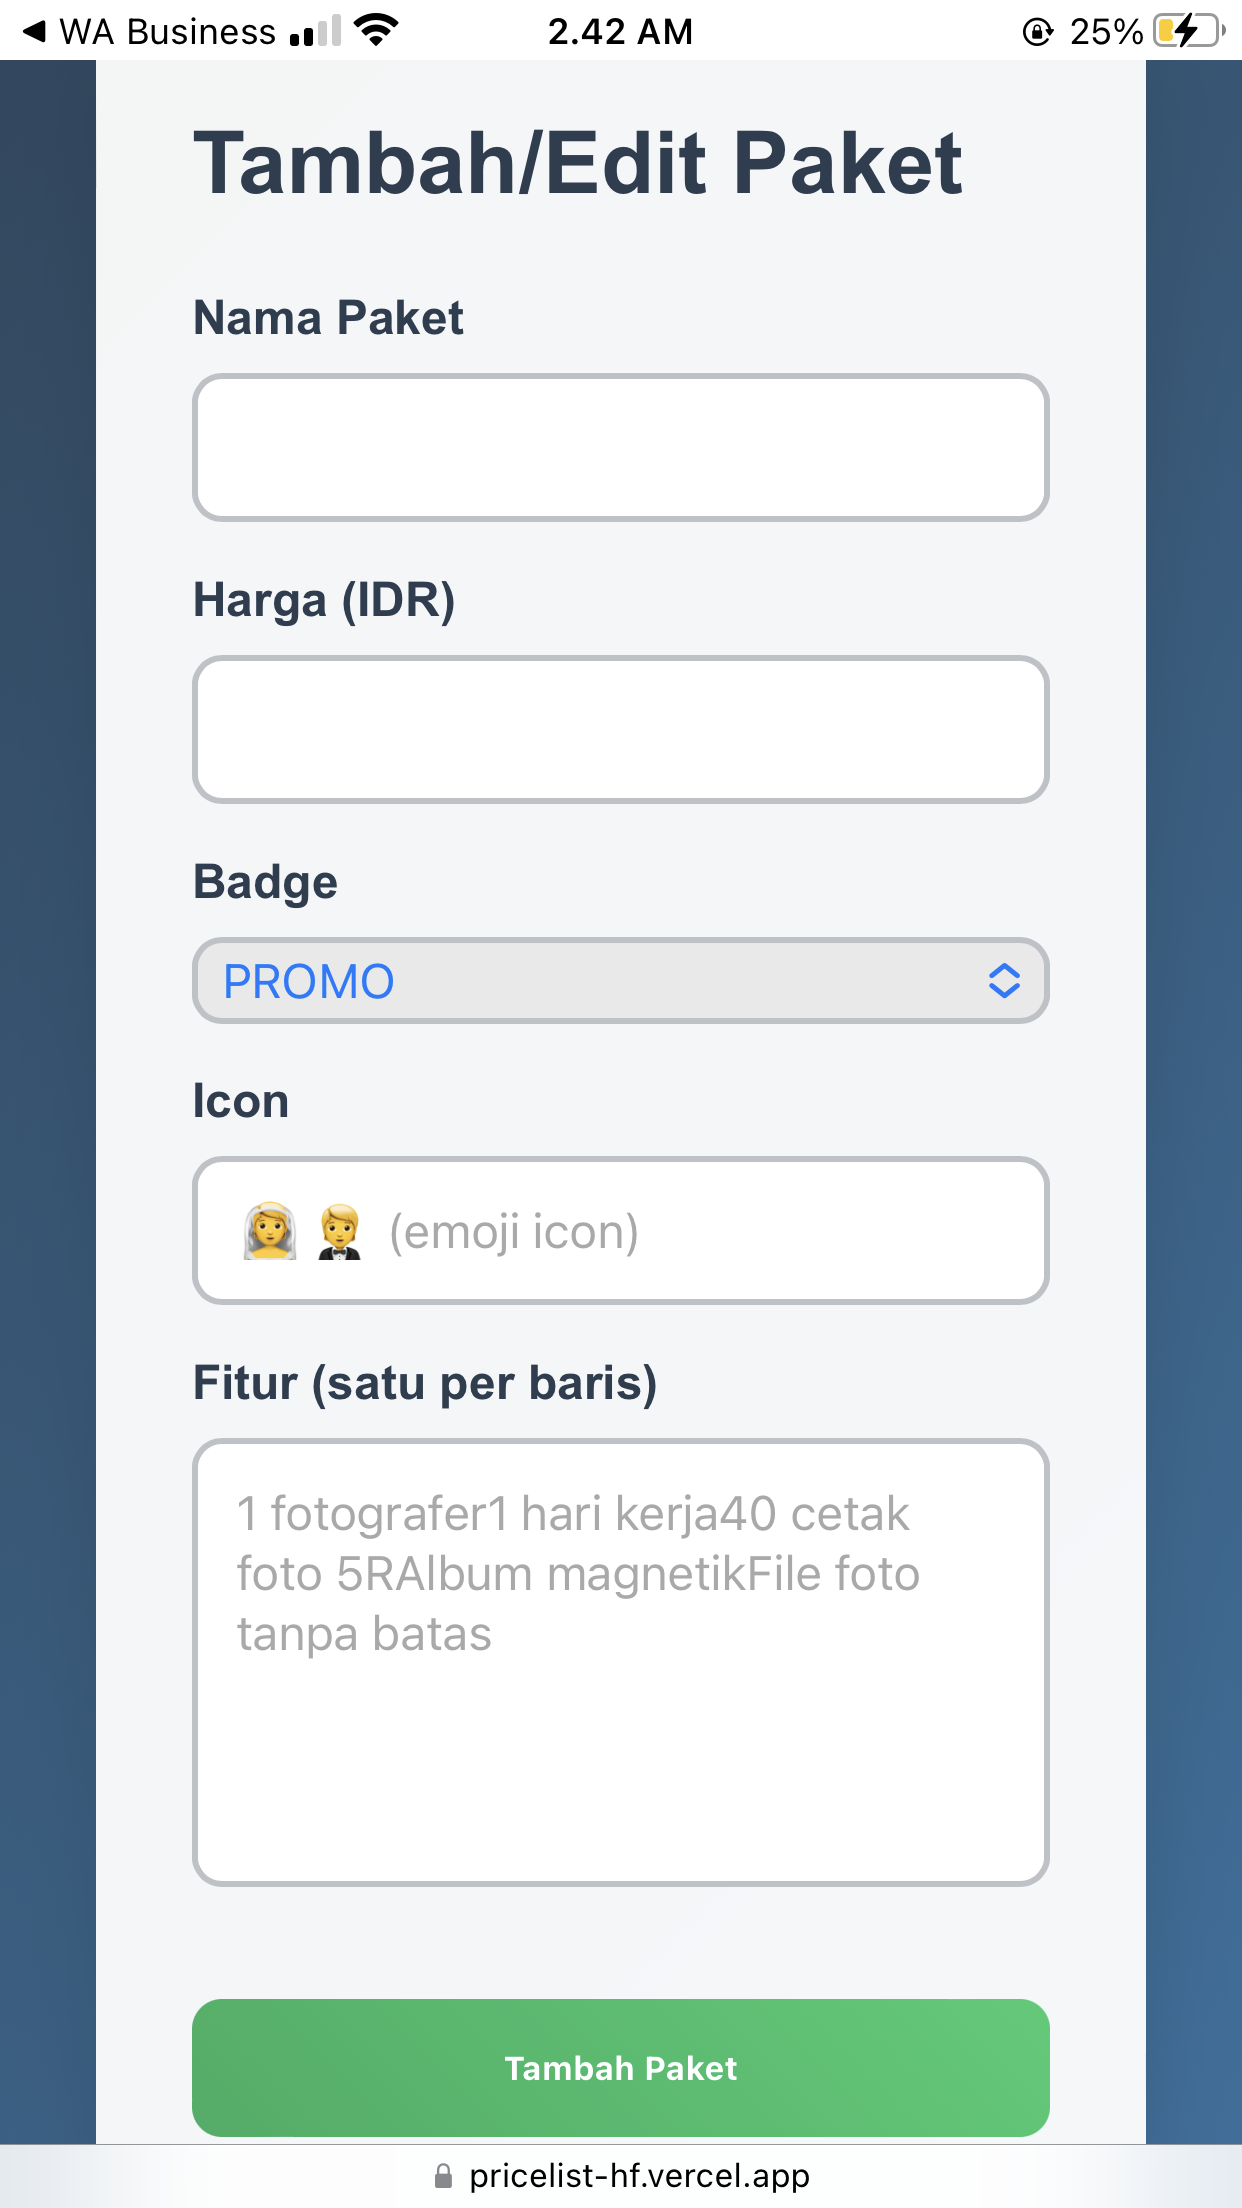 WA Business
2.42 AM
25%
Tambah/Edit Paket
Nama Paket
Harga (IDR)
Badge
PROMO
Icon
👰🤵 (emoji icon)
Fitur (satu per baris)
1 fotografer1 hari kerja40 cetak
foto 5RAlbum magnetikFile foto
tanpa batas
Tambah Paket
pricelist-hf.vercel.app